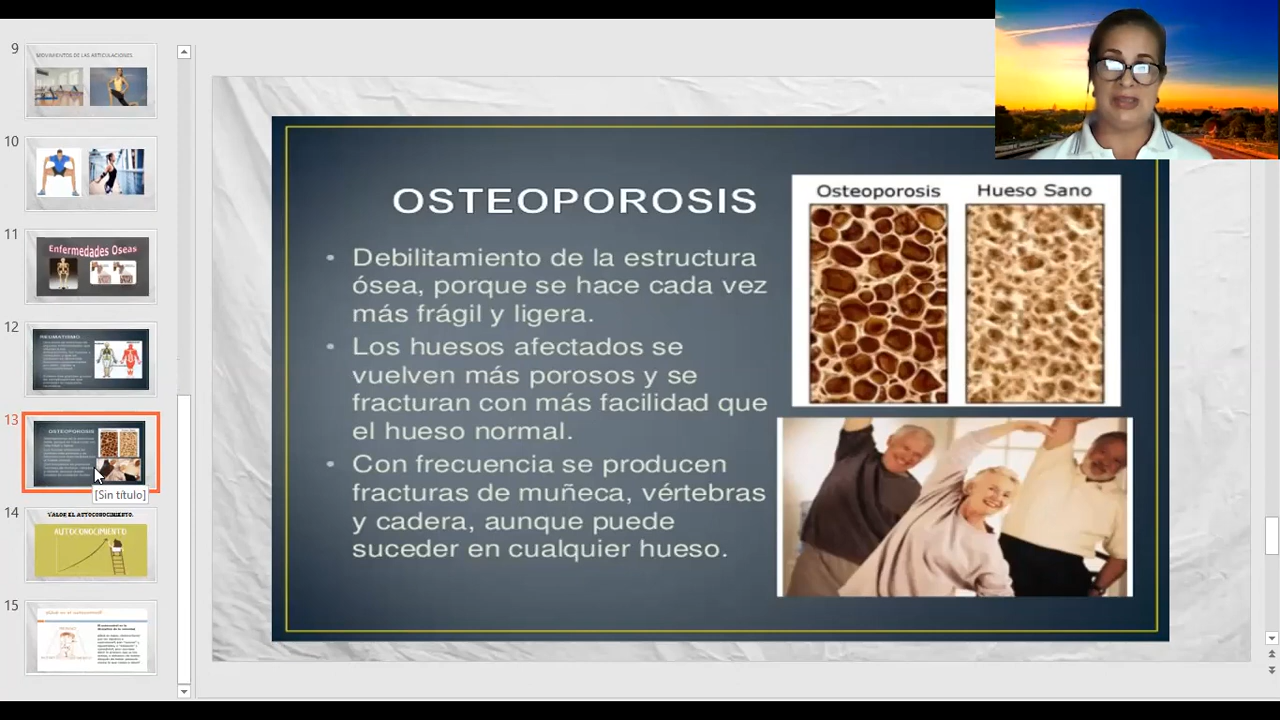 9
MOVIMIENTOS DE LAS ARTICULACIONES
10
11
Enfermedades Oseas
12
REUMATISMO
13
OSTEOPOROSIS
[Sin título]
14
VALOR EL AUTOCONOCIMIENTO.
AUTOCONOCIMIENTO
15
OSTEOPOROSIS
• Debilitamiento de la estructura
ósea, porque se hace cada vez
más frágil y ligera.
• Los huesos afectados se
vuelven más porosos y se
fracturan con más facilidad que
el hueso normal.
• Con frecuencia se producen
fracturas de muñeca, vértebras
y cadera, aunque puede
suceder en cualquier hueso.
Osteoporosis Hueso Sano